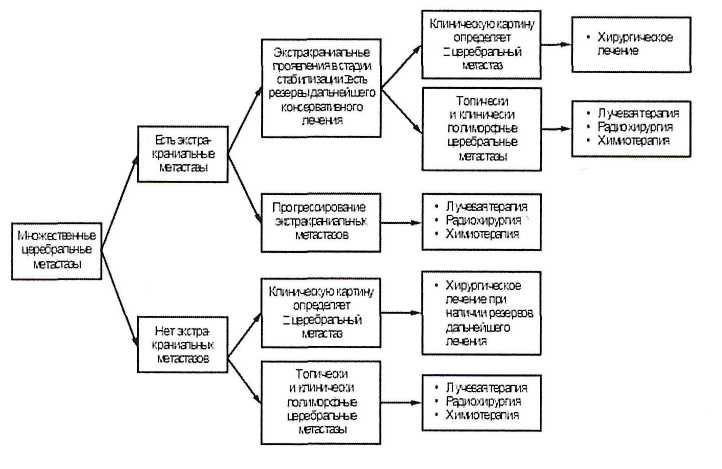 Клиническую картину
определяет
церебральный
метастаз
• Хирургическое
лечение
Экстракраниальные
проявления в стадии
стабилизации. Есть
резервы дальнейшего
консервативного
лечения
Топически
и клинически
полиморфные
церебральные
метастазы
• Лучевая терапия
• Радиохирургия
• Химиотерапия
Есть экстра-
краниальные
метастазы
Прогрессирование
экстракраниальных
метастазов
• Лучевая терапия
• Радиохирургия
• Химиотерапия
Множественные
церебральные
метастазы
Клиническую картину
определяет
церебральный
метастаз
• Хирургическое
лечение при
наличии резервов
дальнейшего
лечения
Нет экстра-
краниальных
метастазов
Топически
и клинически
полиморфные
церебральные
метастазы
• Лучевая терапия
• Радиохирургия
• Химиотерапия